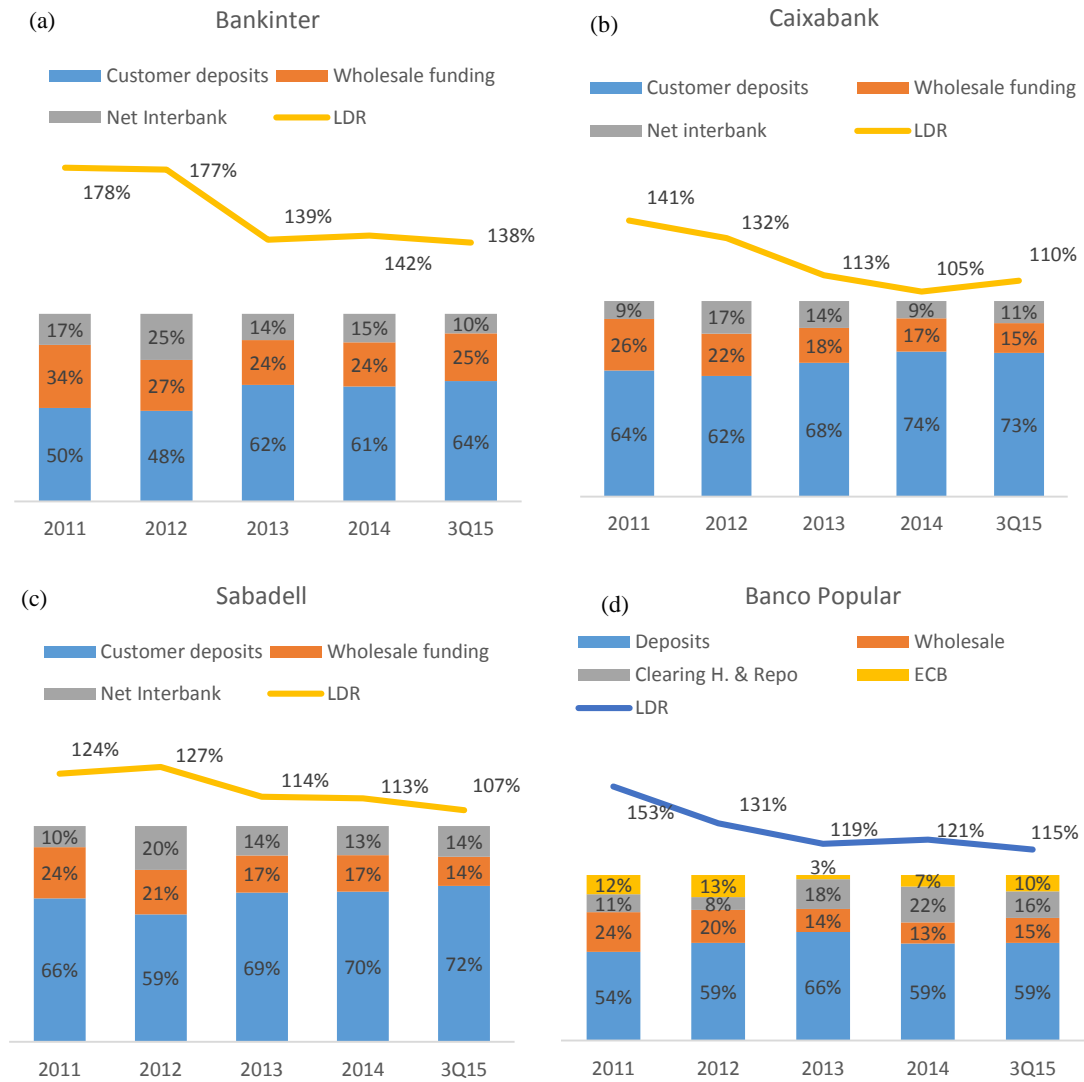 (a) Bankinter
Customer deposits Wholesale funding
Net Interbank LDR
178% 177% 139% 142% 138%
17% 25% 14% 15% 10%
34% 27% 24% 24% 25%
50% 48% 62% 61% 64%
2011 2012 2013 2014 3Q15
(b) Caixabank
Customer deposits Wholesale funding
Net interbank LDR
141% 132% 113% 105% 110%
9% 17% 14% 9% 11%
26% 22% 18% 17% 15%
64% 62% 68% 74% 73%
2011 2012 2013 2014 3Q15
(c) Sabadell
Customer deposits Wholesale funding
Net Interbank LDR
124% 127% 114% 113% 107%
10% 20% 14% 13% 14%
24% 21% 17% 17% 14%
66% 59% 69% 70% 72%
2011 2012 2013 2014 3Q15
(d) Banco Popular
Deposits Wholesale
Clearing H. & Repo ECB
LDR
153% 131% 119% 121% 115%
12% 13% 3% 7% 10%
11% 8% 18% 22% 16%
24% 20% 14% 13% 15%
54% 59% 66% 59% 59%
2011 2012 2013 2014 3Q15